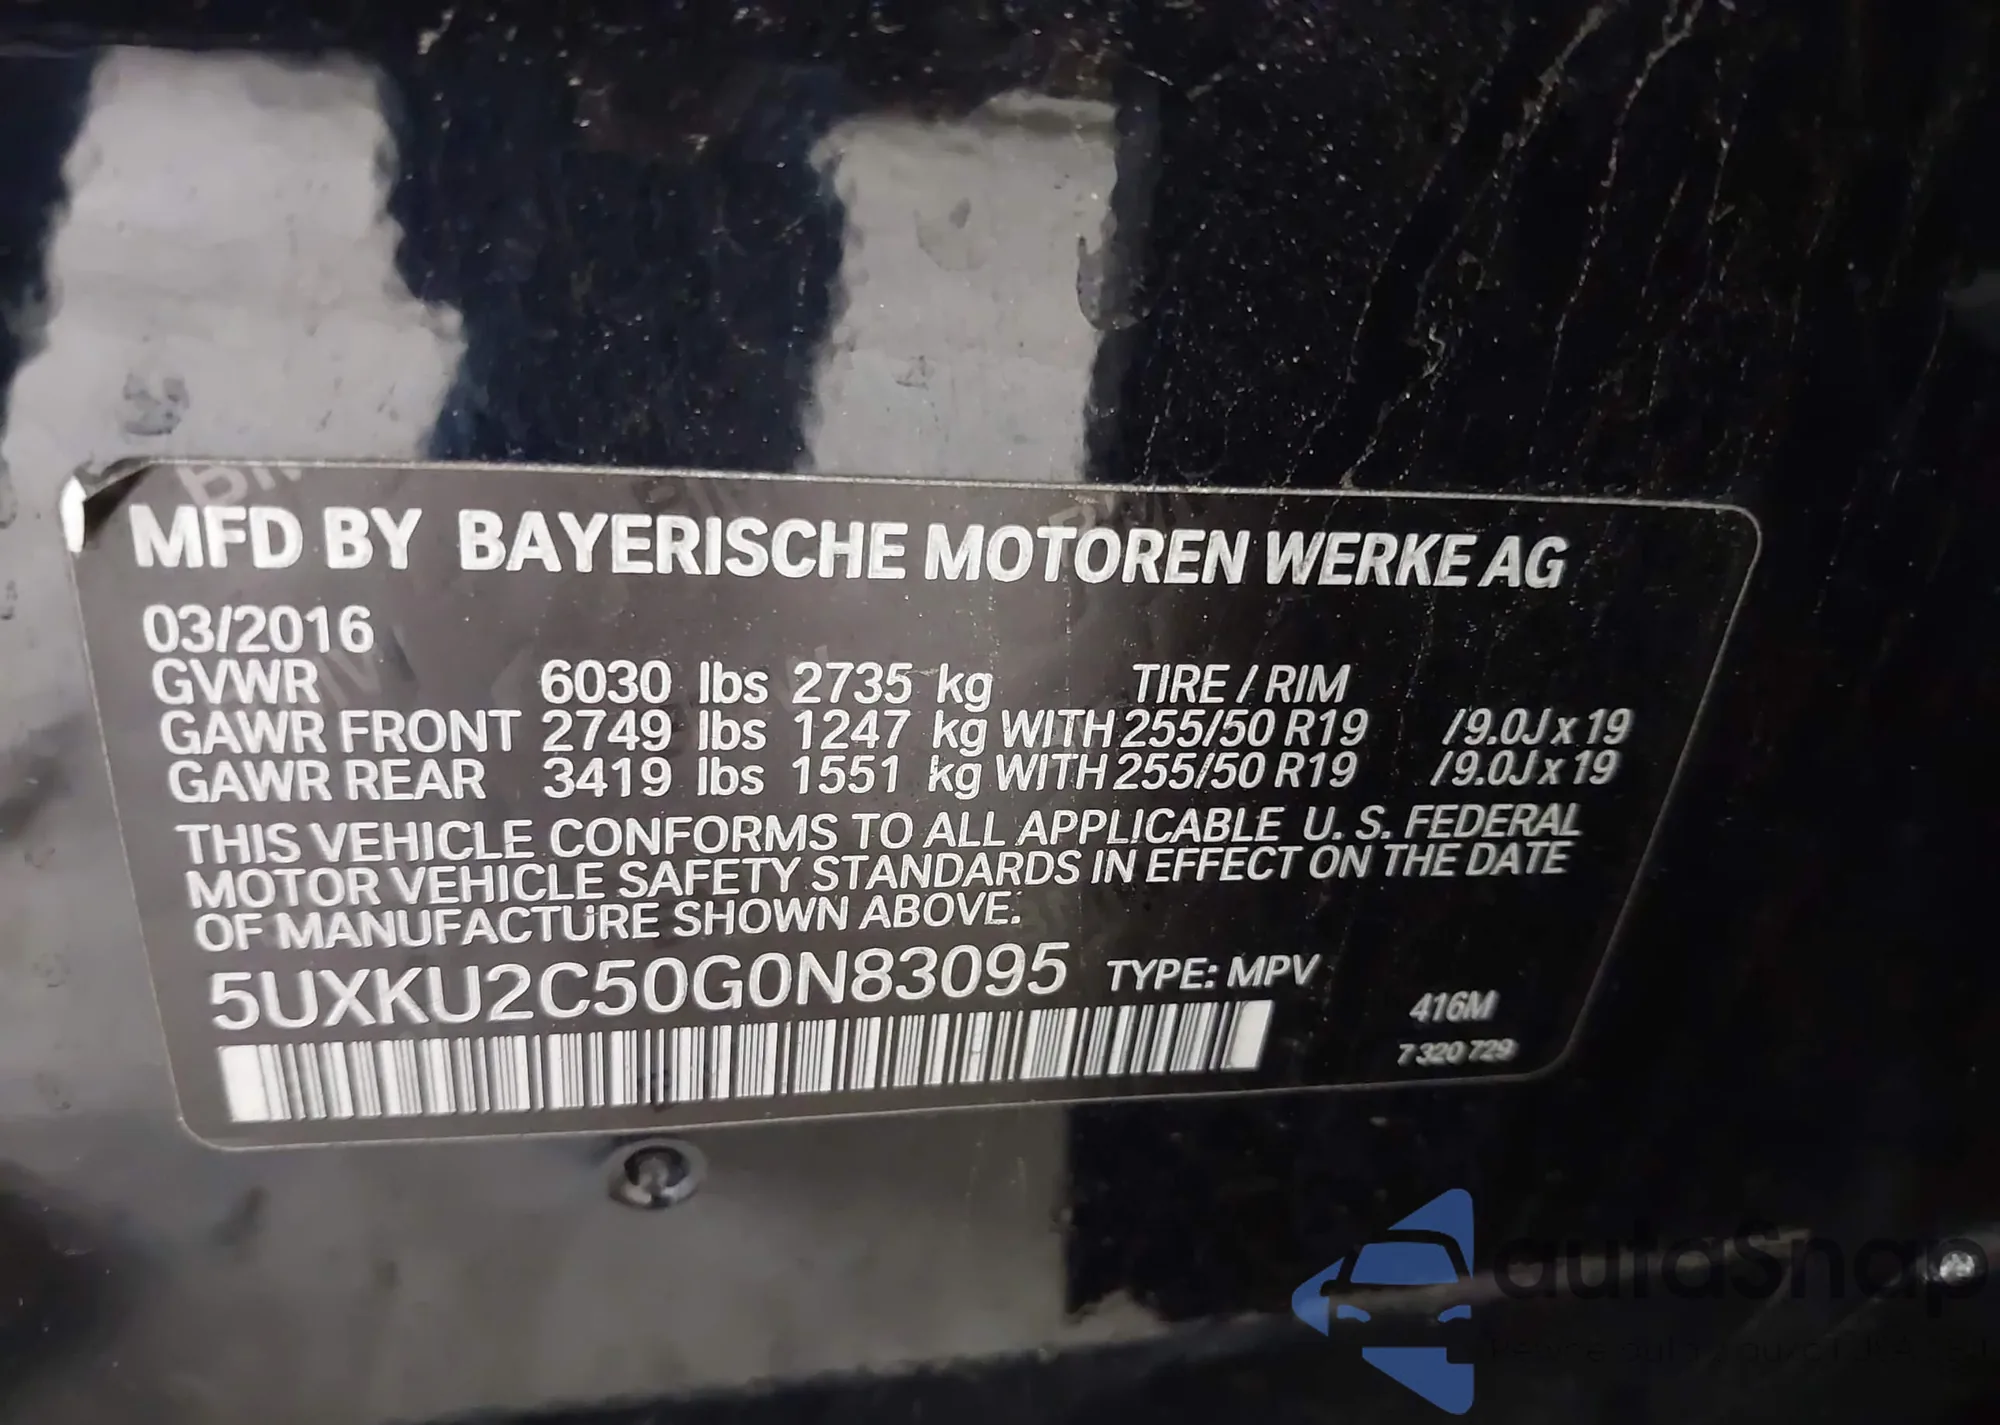 MFD BY BAYERISCHE MOTOREN WERKE AG
03/2016
GVWR 6030 lbs 2735 kg TIRE / RIM
GAWR FRONT 2749 lbs 1247 kg WITH 255/50 R19 /9.0J x 19
GAWR REAR 3419 lbs 1551 kg WITH 255/50 R19 /9.0J x 19
THIS VEHICLE CONFORMS TO ALL APPLICABLE U. S. FEDERAL
MOTOR VEHICLE SAFETY STANDARDS IN EFFECT ON THE DATE
OF MANUFACTURE SHOWN ABOVE.
5UXKU2C50G0N83095 TYPE: MPV
416M
7 320 729
autoSnap